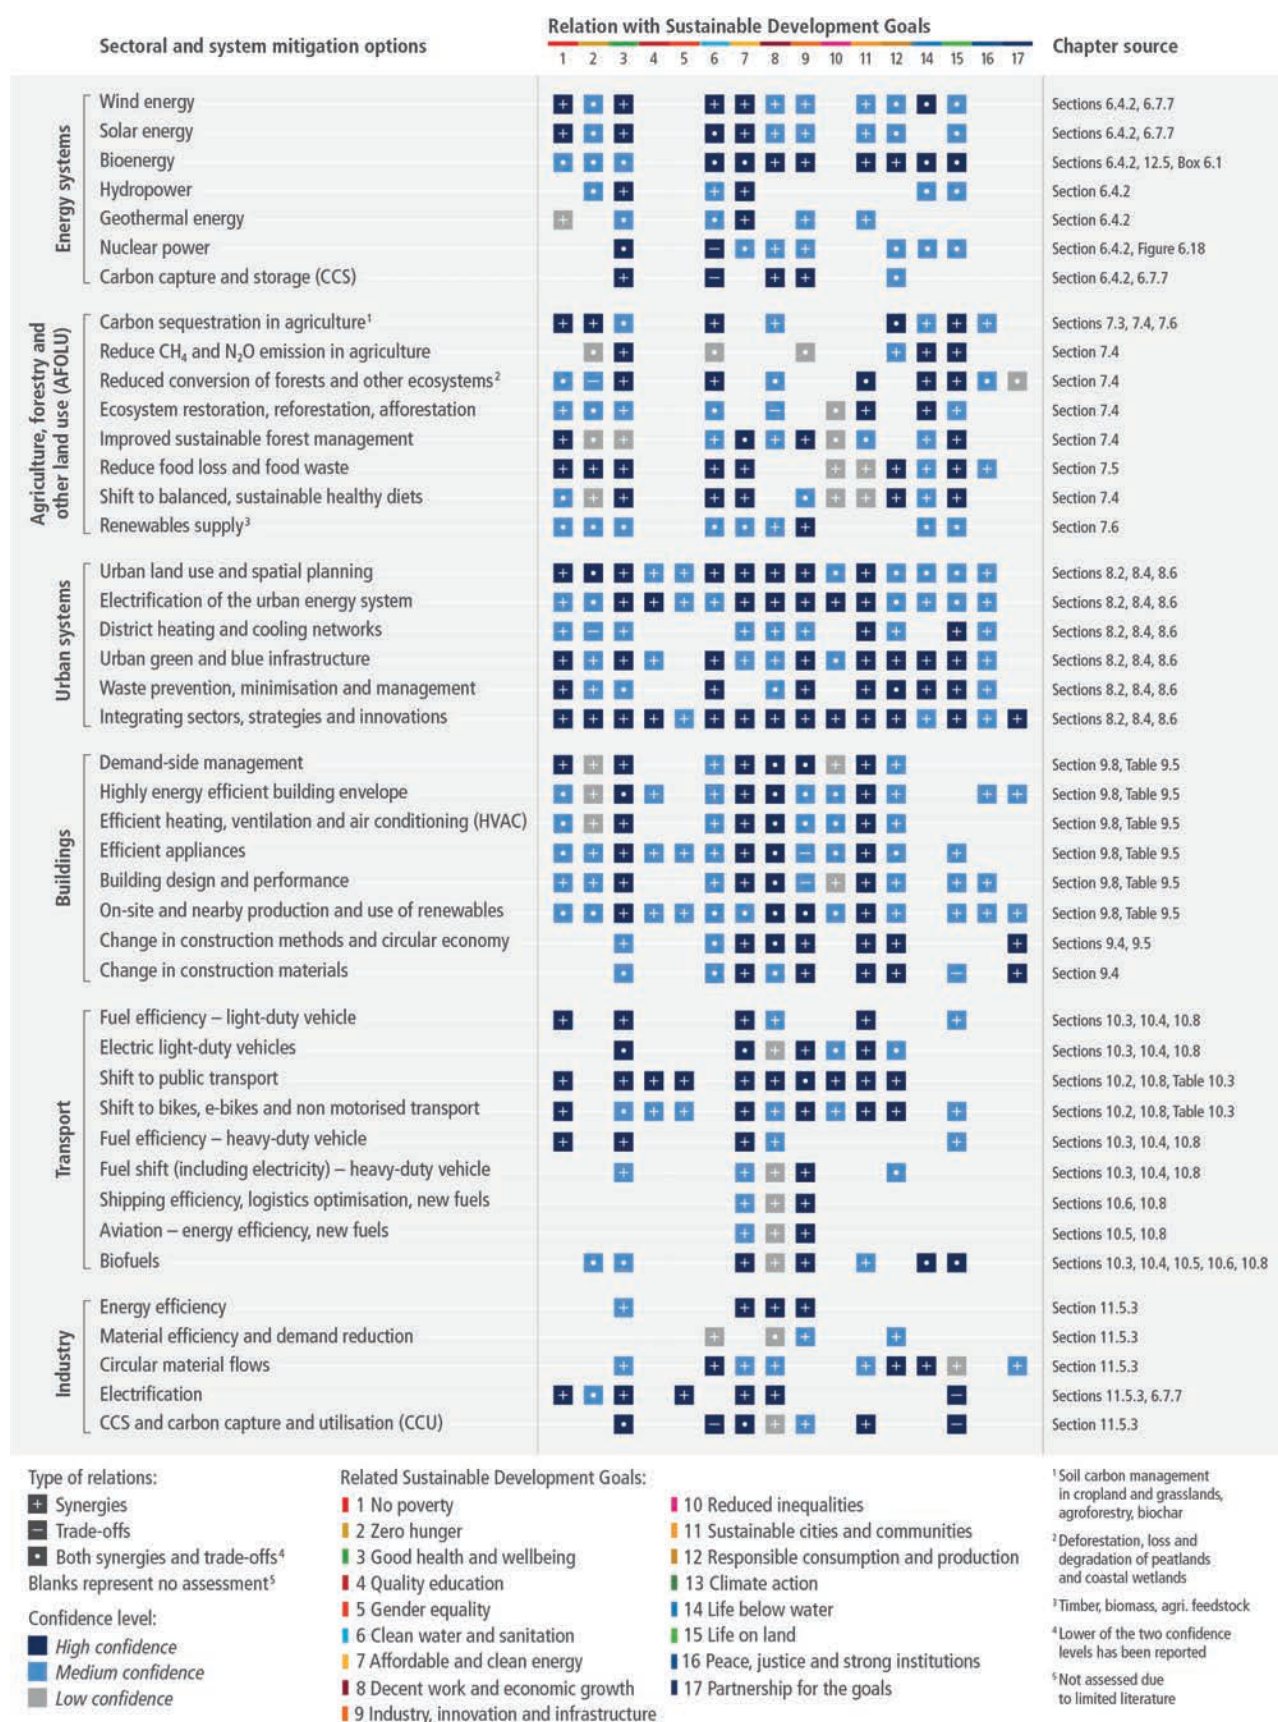 Relation with Sustainable Development Goals
Sectoral and system mitigation options
Chapter source
1 2 3 4 5 6 7 8 9 10 11 12 14 15 16 17
Energy systems
Wind energy
Sections 6.4.2, 6.7.7
Solar energy
Sections 6.4.2, 6.7.7
Bioenergy
Sections 6.4.2, 12.5, Box 6.1
Hydropower
Section 6.4.2
Geothermal energy
Section 6.4.2
Nuclear power
Section 6.4.2, Figure 6.18
Carbon capture and storage (CCS)
Section 6.4.2, 6.7.7
Agriculture, forestry and
other land use (AFOLU)
Carbon sequestration in agriculture¹
Sections 7.3, 7.4, 7.6
Reduce CH₄ and N₂O emission in agriculture
Section 7.4
Reduced conversion of forests and other ecosystems²
Section 7.4
Ecosystem restoration, reforestation, afforestation
Section 7.4
Improved sustainable forest management
Section 7.4
Reduce food loss and food waste
Section 7.5
Shift to balanced, sustainable healthy diets
Section 7.4
Renewables supply³
Section 7.6
Urban systems
Urban land use and spatial planning
Sections 8.2, 8.4, 8.6
Electrification of the urban energy system
Sections 8.2, 8.4, 8.6
District heating and cooling networks
Sections 8.2, 8.4, 8.6
Urban green and blue infrastructure
Sections 8.2, 8.4, 8.6
Waste prevention, minimisation and management
Sections 8.2, 8.4, 8.6
Integrating sectors, strategies and innovations
Sections 8.2, 8.4, 8.6
Buildings
Demand-side management
Section 9.8, Table 9.5
Highly energy efficient building envelope
Section 9.8, Table 9.5
Efficient heating, ventilation and air conditioning (HVAC)
Section 9.8, Table 9.5
Efficient appliances
Section 9.8, Table 9.5
Building design and performance
Section 9.8, Table 9.5
On-site and nearby production and use of renewables
Section 9.8, Table 9.5
Change in construction methods and circular economy
Sections 9.4, 9.5
Change in construction materials
Section 9.4
Transport
Fuel efficiency – light-duty vehicle
Sections 10.3, 10.4, 10.8
Electric light-duty vehicles
Sections 10.3, 10.4, 10.8
Shift to public transport
Sections 10.2, 10.8, Table 10.3
Shift to bikes, e-bikes and non motorised transport
Sections 10.2, 10.8, Table 10.3
Fuel efficiency – heavy-duty vehicle
Sections 10.3, 10.4, 10.8
Fuel shift (including electricity) – heavy-duty vehicle
Sections 10.3, 10.4, 10.8
Shipping efficiency, logistics optimisation, new fuels
Sections 10.6, 10.8
Aviation – energy efficiency, new fuels
Sections 10.5, 10.8
Biofuels
Sections 10.3, 10.4, 10.5, 10.6, 10.8
Industry
Energy efficiency
Section 11.5.3
Material efficiency and demand reduction
Section 11.5.3
Circular material flows
Section 11.5.3
Electrification
Sections 11.5.3, 6.7.7
CCS and carbon capture and utilisation (CCU)
Section 11.5.3
Type of relations:
+ Synergies
– Trade-offs
• Both synergies and trade-offs⁴
Blanks represent no assessment⁵
Confidence level:
High confidence
Medium confidence
Low confidence
Related Sustainable Development Goals:
1 No poverty
2 Zero hunger
3 Good health and wellbeing
4 Quality education
5 Gender equality
6 Clean water and sanitation
7 Affordable and clean energy
8 Decent work and economic growth
9 Industry, innovation and infrastructure
10 Reduced inequalities
11 Sustainable cities and communities
12 Responsible consumption and production
13 Climate action
14 Life below water
15 Life on land
16 Peace, justice and strong institutions
17 Partnership for the goals
¹ Soil carbon management
in cropland and grasslands,
agroforestry, biochar
² Deforestation, loss and
degradation of peatlands
and coastal wetlands
³ Timber, biomass, agri. feedstock
⁴ Lower of the two confidence
levels has been reported
⁵ Not assessed due
to limited literature